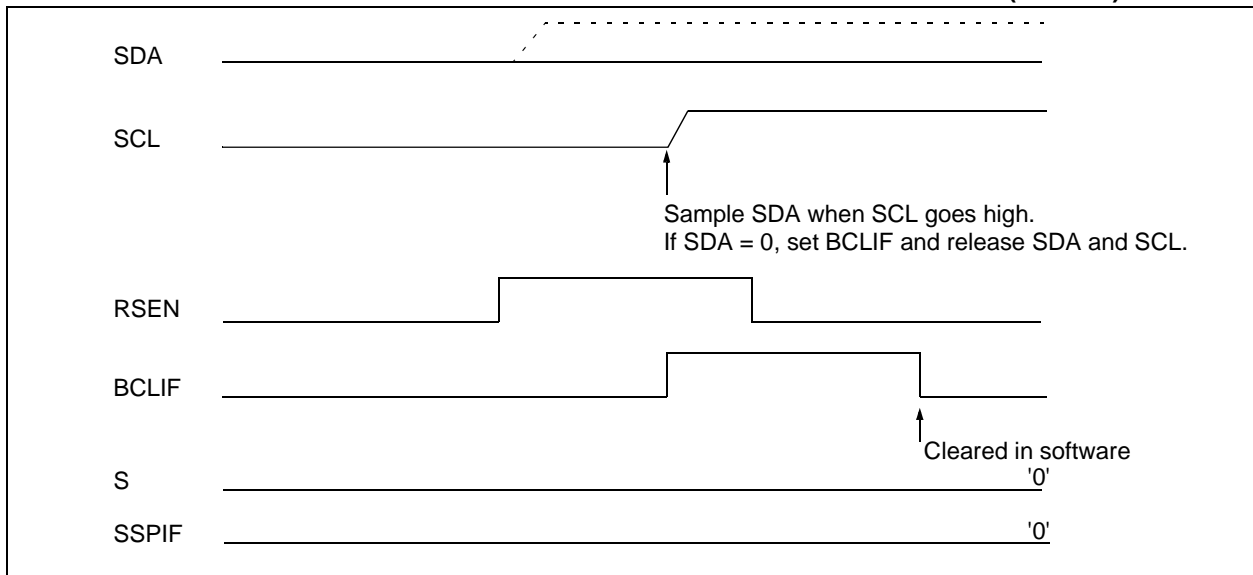 SDA
SCL
Sample SDA when SCL goes high.
If SDA = 0, set BCLIF and release SDA and SCL.
RSEN
BCLIF
Cleared in software
S
'0'
SSPIF
'0'